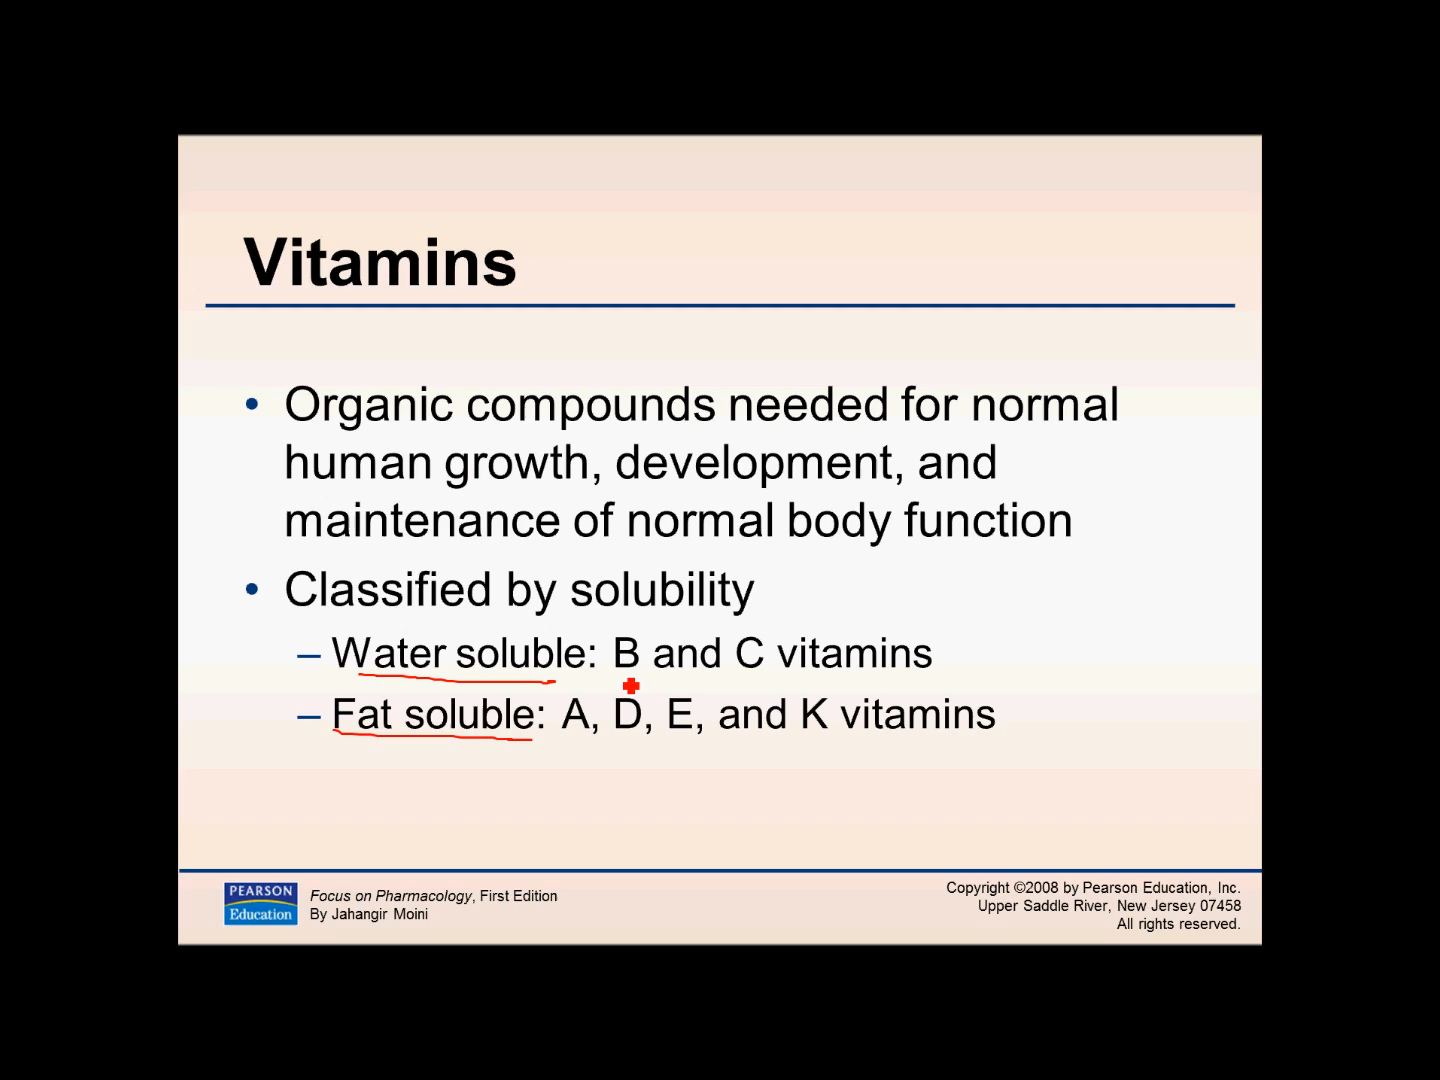 Vitamins
• Organic compounds needed for normal
human growth, development, and
maintenance of normal body function
• Classified by solubility
– Water soluble: B and C vitamins
– Fat soluble: A, D, E, and K vitamins
PEARSON
Education
Focus on Pharmacology, First Edition
By Jahangir Moini
Copyright ©2008 by Pearson Education, Inc.
Upper Saddle River, New Jersey 07458
All rights reserved.